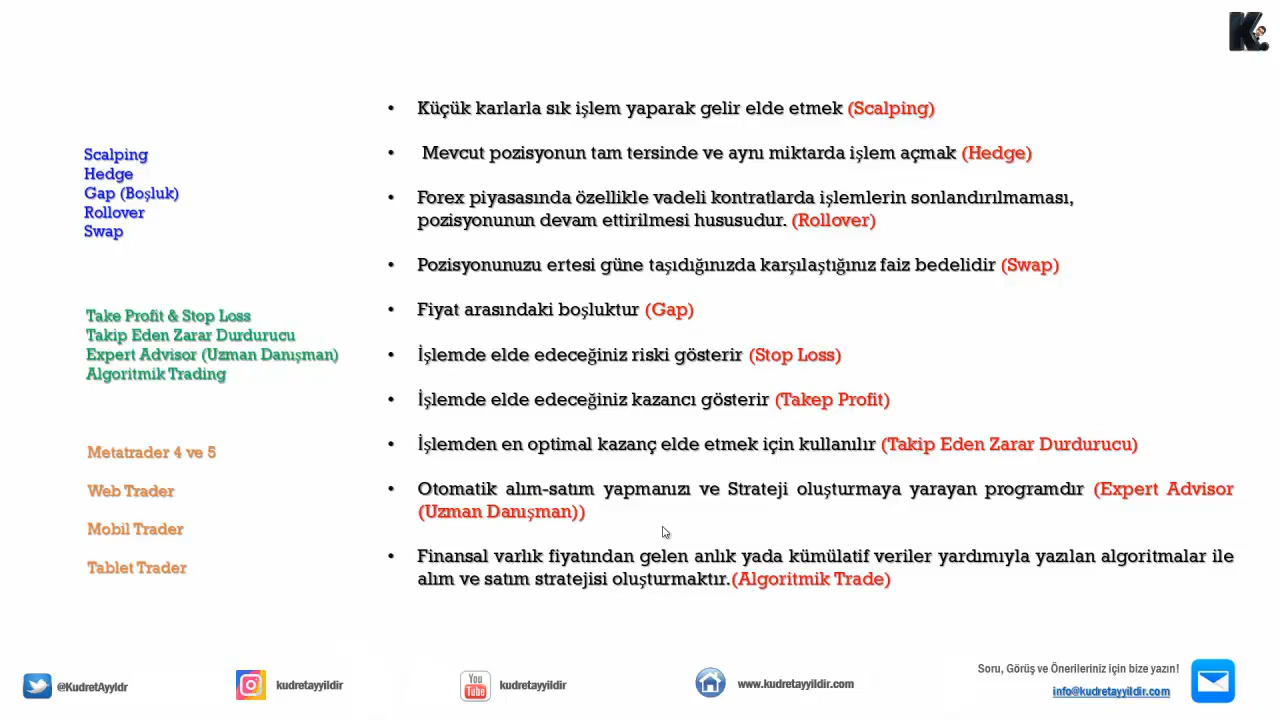 K.
Scalping
Hedge
Gap (Boşluk)
Rollover
Swap
Take Profit & Stop Loss
Takip Eden Zarar Durdurucu
Expert Advisor (Uzman Danışman)
Algoritmik Trading
Metatrader 4 ve 5
Web Trader
Mobil Trader
Tablet Trader
• Küçük karlarla sık işlem yaparak gelir elde etmek (Scalping)
• Mevcut pozisyonun tam tersinde ve aynı miktarda işlem açmak (Hedge)
• Forex piyasasında özellikle vadeli kontratlarda işlemlerin sonlandırılmaması,
pozisyonunun devam ettirilmesi hususudur. (Rollover)
• Pozisyonunuzu ertesi güne taşıdığınızda karşılaştığınız faiz bedelidir (Swap)
• Fiyat arasındaki boşluktur (Gap)
• İşlemde elde edeceğiniz riski gösterir (Stop Loss)
• İşlemde elde edeceğiniz kazancı gösterir (Takep Profit)
• İşlemden en optimal kazanç elde etmek için kullanılır (Takip Eden Zarar Durdurucu)
• Otomatik alım-satım yapmanızı ve Strateji oluşturmaya yarayan programdır (Expert Advisor
(Uzman Danışman))
• Finansal varlık fiyatından gelen anlık yada kümülatif veriler yardımıyla yazılan algoritmalar ile
alım ve satım stratejisi oluşturmaktır.(Algoritmik Trade)
@KudretAyyldr
kudretayyildir
You Tube
kudretayyildir
www.kudretayyildir.com
Soru, Görüş ve Önerileriniz için bize yazın!
info@kudretayyildir.com